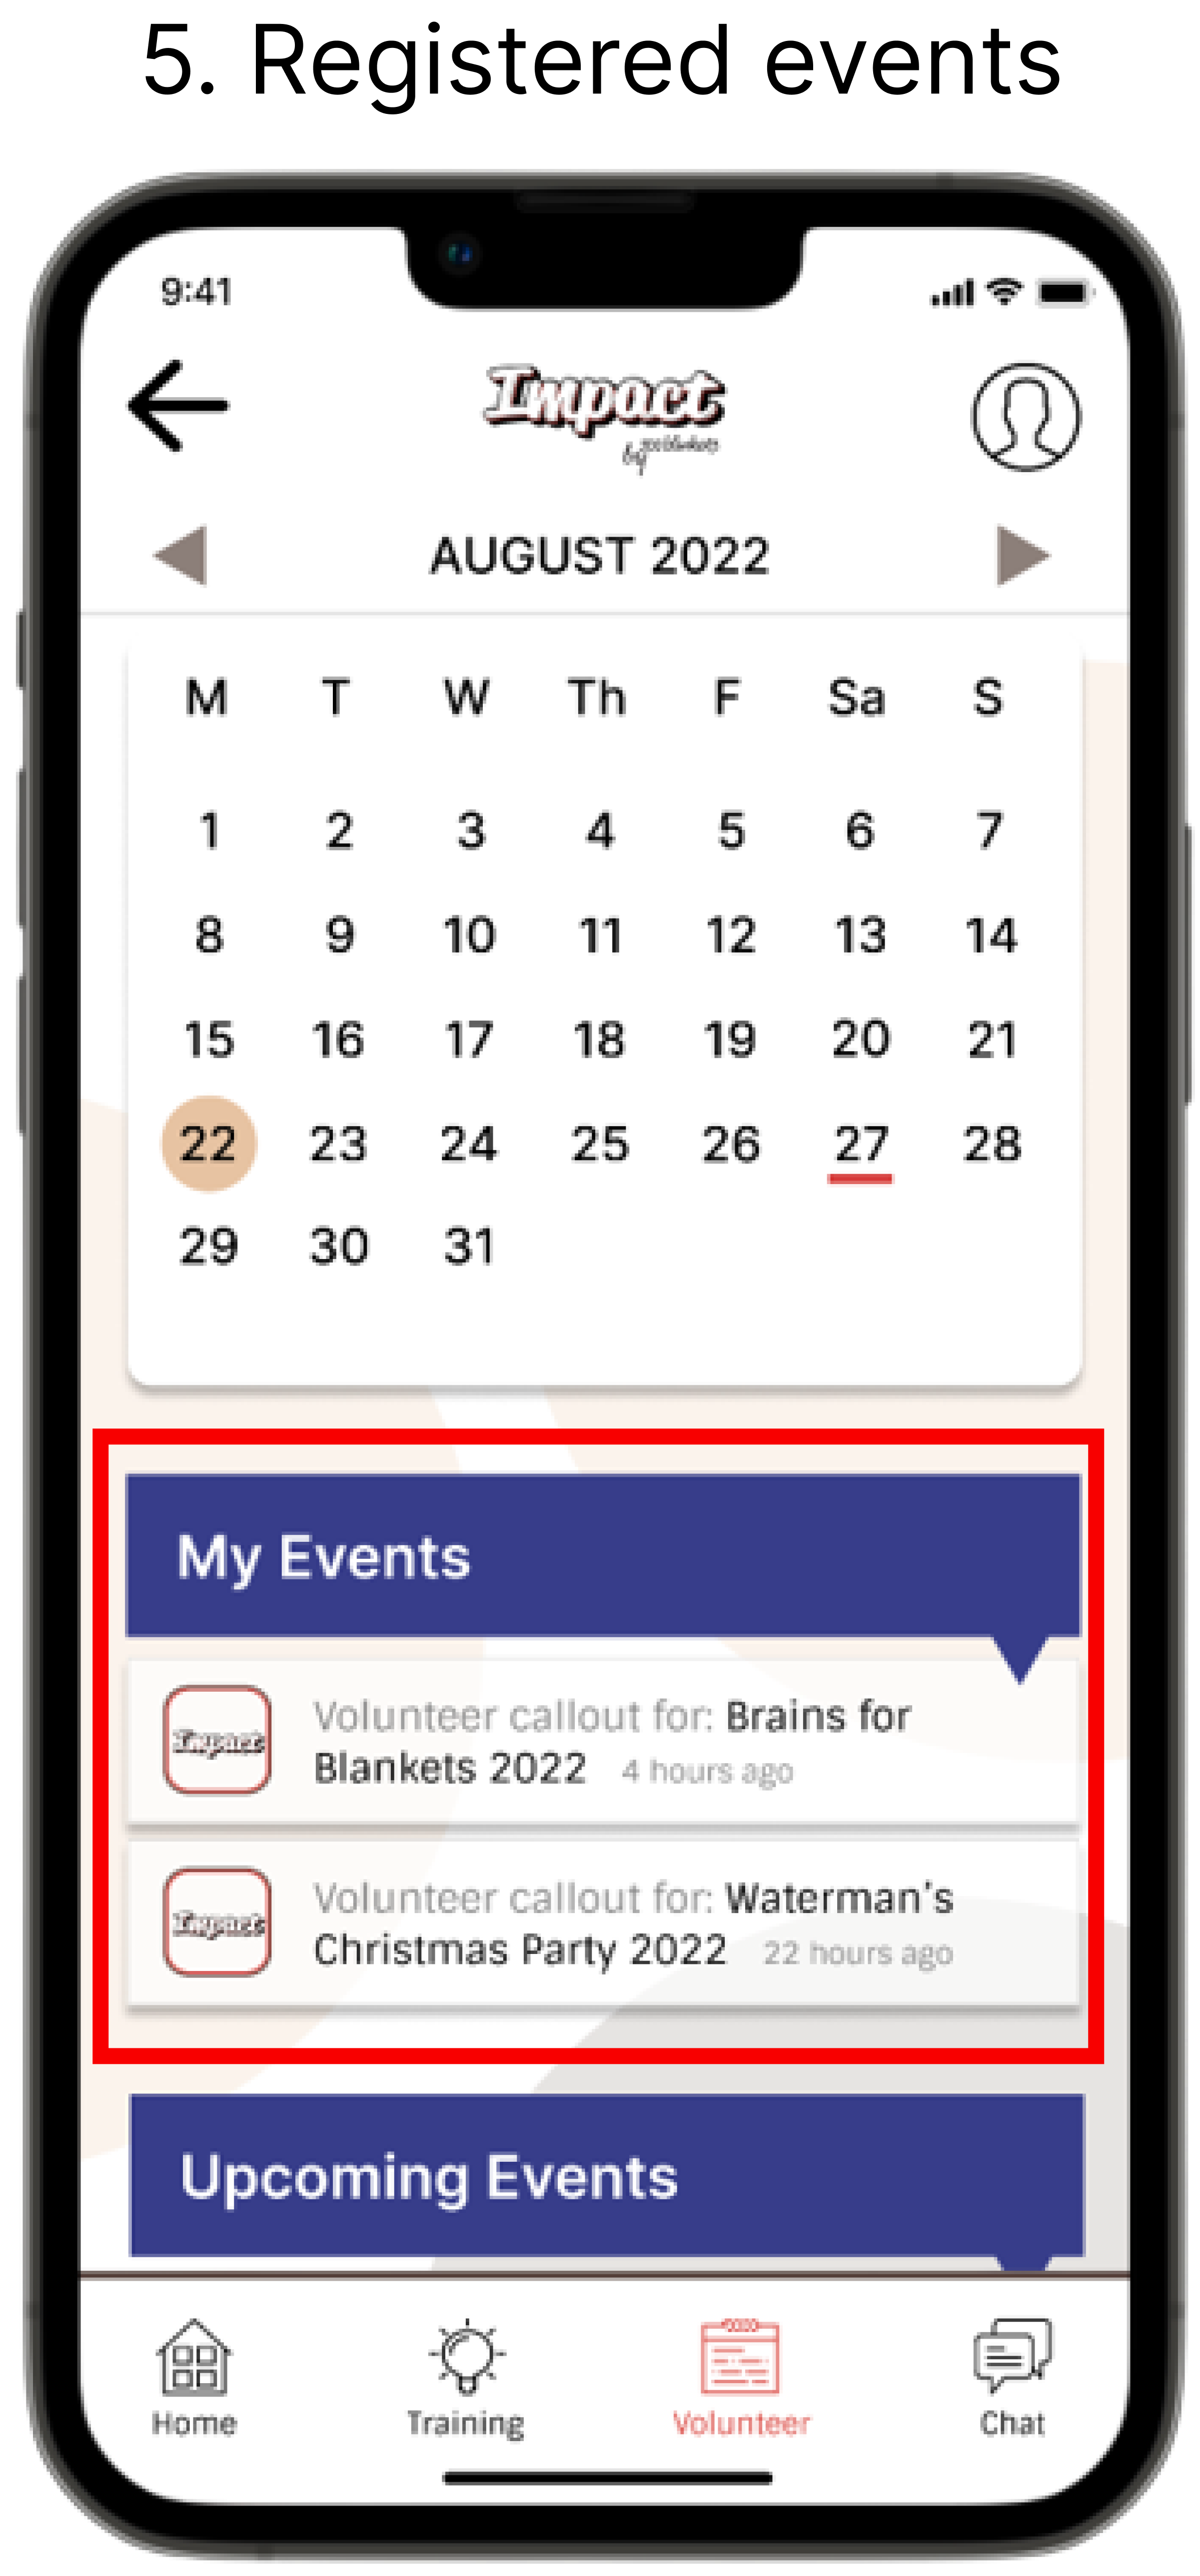 5. Registered events
9:41
Impact
by
AUGUST 2022
M T W Th F Sa S
1 2 3 4 5 6 7
8 9 10 11 12 13 14
15 16 17 18 19 20 21
22 23 24 25 26 27 28
29 30 31
My Events
Impact
Volunteer callout for: Brains for
Blankets 2022 4 hours ago
Impact
Volunteer callout for: Waterman's
Christmas Party 2022 22 hours ago
Upcoming Events
Home Training Volunteer Chat